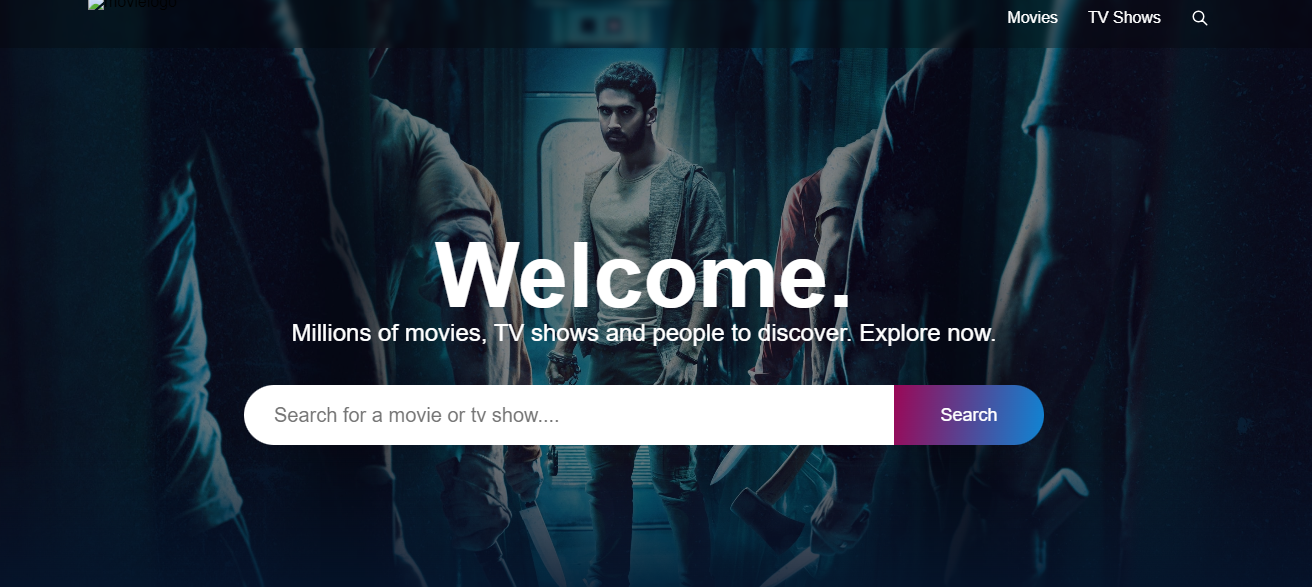 movielogo
Movies
TV Shows
Welcome.
Millions of movies, TV shows and people to discover. Explore now.
Search for a movie or tv show....
Search